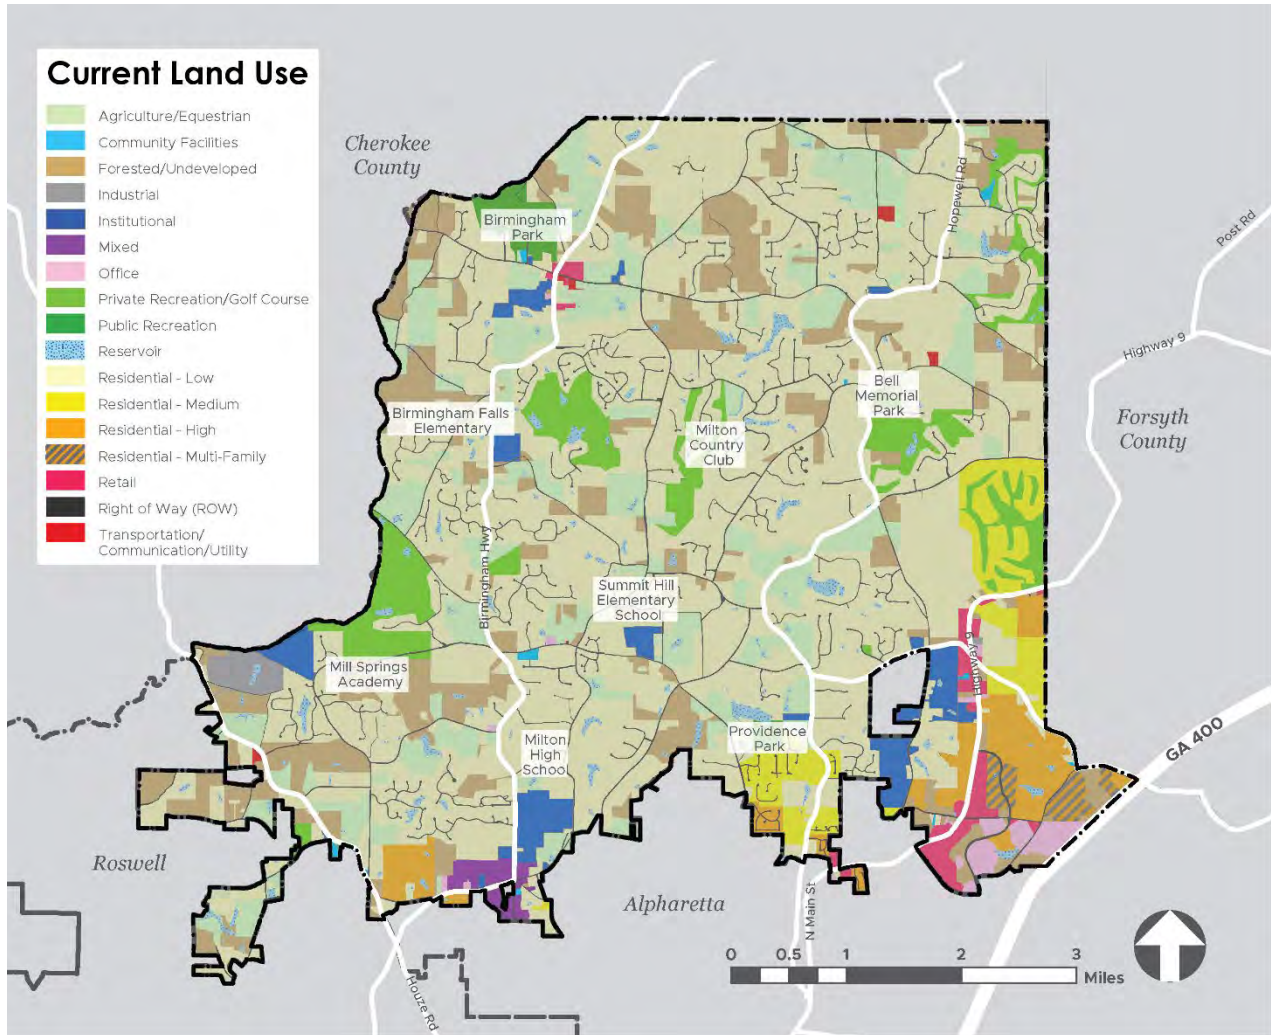 Current Land Use
Agriculture/Equestrian
Community Facilities
Forested/Undeveloped
Industrial
Institutional
Mixed
Office
Private Recreation/Golf Course
Public Recreation
Reservoir
Residential - Low
Residential - Medium
Residential - High
Residential - Multi-Family
Retail
Right of Way (ROW)
Transportation/
Communication/Utility
Cherokee
County
Birmingham
Park
Hopewell Rd
Post Rd
Highway 9
Birmingham Falls
Elementary
Bell
Memorial
Park
Milton
Country
Club
Forsyth
County
Birmingham Hwy
Summit Hill
Elementary
School
Mill Springs
Academy
Highway 9
Milton
High
School
Providence
Park
GA 400
Roswell
Alpharetta
N Main St
Houze Rd
0 0.5 1 2 3
Miles